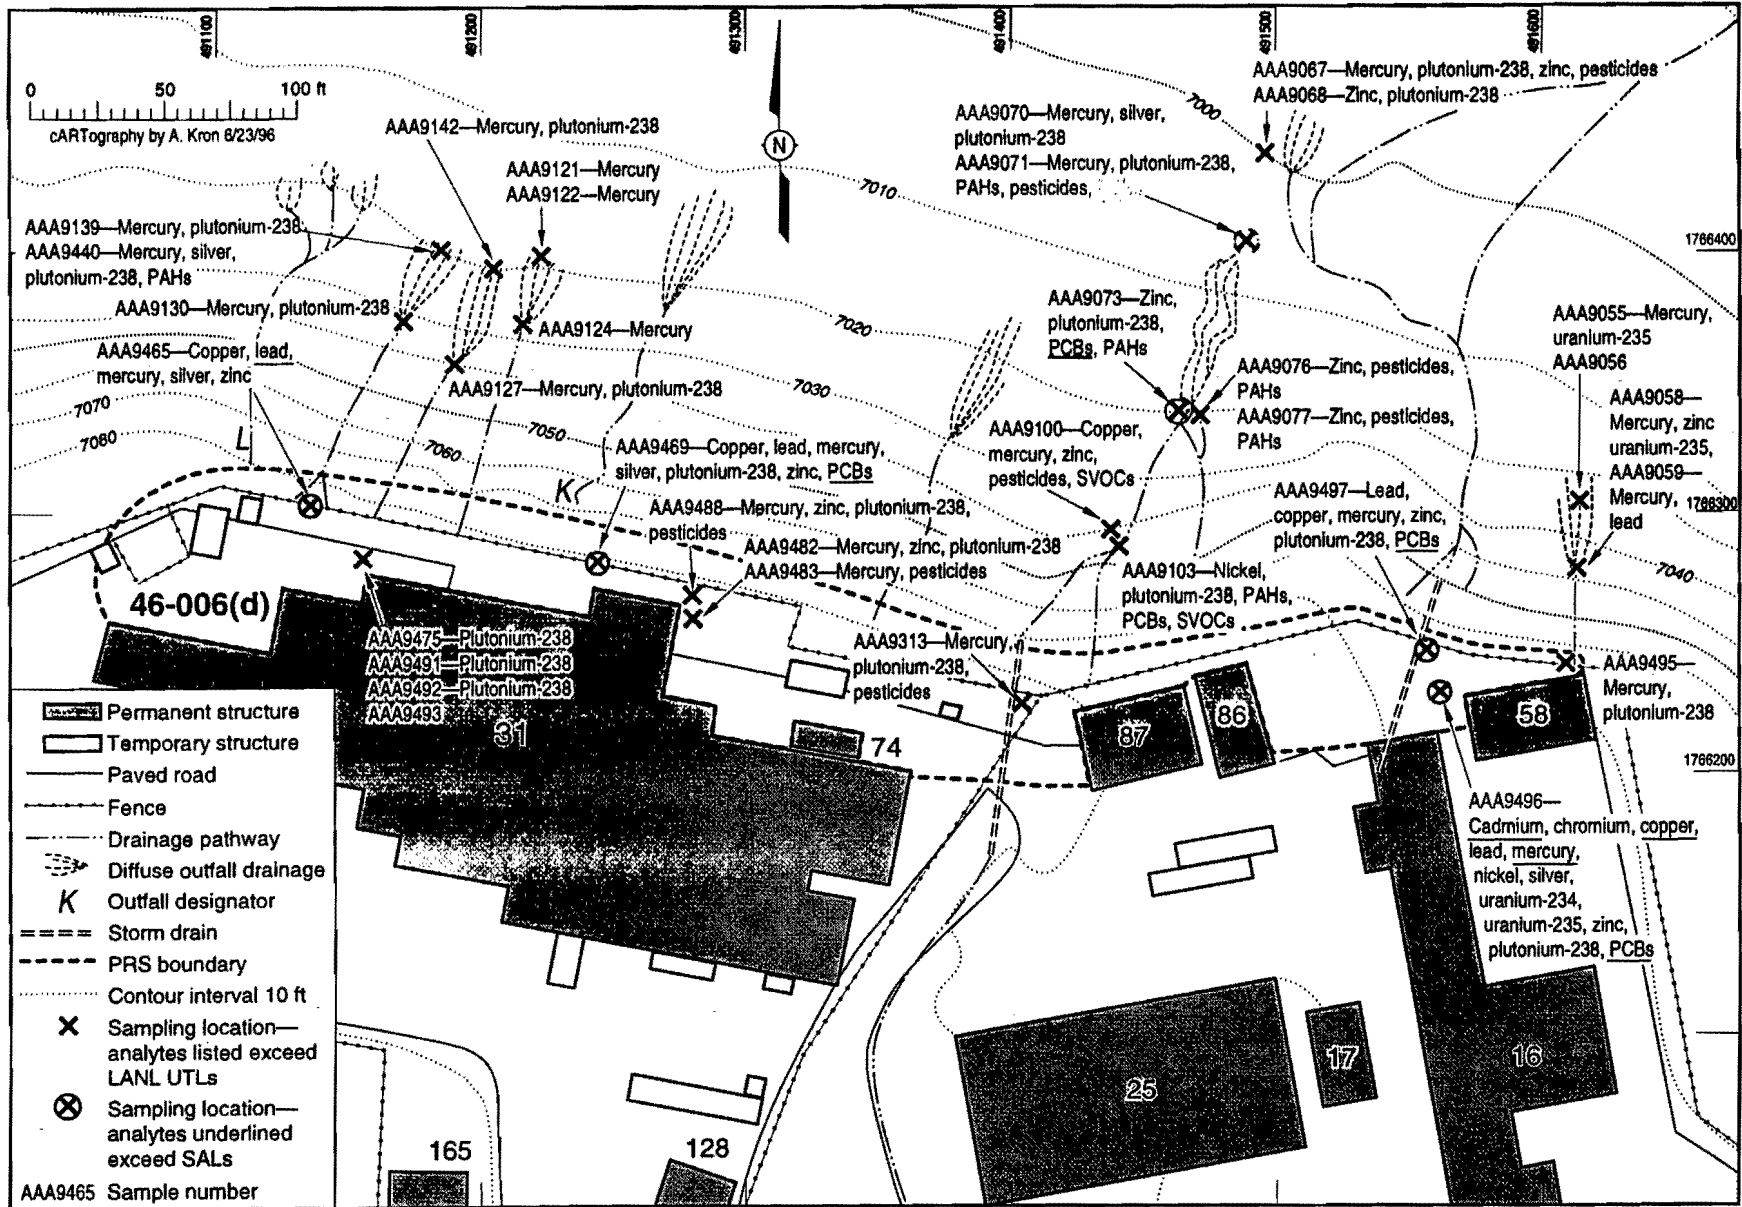 491100
491200
491300
491400
491500
491600
0 50 100 ft
cARTography by A. Kron 6/23/96
N
AAA9142—Mercury, plutonium-238
AAA9121—Mercury
AAA9122—Mercury
AAA9139—Mercury, plutonium-238
AAA9440—Mercury, silver,
plutonium-238, PAHs
AAA9130—Mercury, plutonium-238
AAA9465—Copper, lead,
mercury, silver, zinc
AAA9124—Mercury
AAA9127—Mercury, plutonium-238
AAA9067—Mercury, plutonium-238, zinc, pesticides
AAA9068—Zinc, plutonium-238
AAA9070—Mercury, silver,
plutonium-238
AAA9071—Mercury, plutonium-238,
PAHs, pesticides,
7000
7010
7020
7030
7040
7050
7060
7070
7080
1766400
1766300
1766200
AAA9073—Zinc,
plutonium-238,
PCBs, PAHs
AAA9076—Zinc, pesticides,
PAHs
AAA9077—Zinc, pesticides,
PAHs
AAA9055—Mercury,
uranium-235
AAA9056
AAA9058—
Mercury, zinc
uranium-235,
AAA9059—
Mercury,
lead
L
K
AAA9469—Copper, lead, mercury,
silver, plutonium-238, zinc, PCBs
AAA9488—Mercury, zinc, plutonium-238,
pesticides
AAA9482—Mercury, zinc, plutonium-238
AAA9483—Mercury, pesticides
AAA9100—Copper,
mercury, zinc,
pesticides, SVOCs
AAA9103—Nickel,
plutonium-238, PAHs,
PCBs, SVOCs
AAA9497—Lead,
copper, mercury, zinc,
plutonium-238, PCBs
AAA9313—Mercury,
plutonium-238,
pesticides
AAA9495—
Mercury,
plutonium-238
AAA9496—
Cadmium, chromium, copper,
lead, mercury,
nickel, silver,
uranium-234,
uranium-235, zinc,
plutonium-238, PCBs
46-006(d)
AAA9475—Plutonium-238
AAA9491—Plutonium-238
AAA9492—Plutonium-238
AAA9493
31
74
87
86
58
25
17
16
165
128
Permanent structure
Temporary structure
Paved road
Fence
Drainage pathway
Diffuse outfall drainage
K Outfall designator
Storm drain
PRS boundary
Contour interval 10 ft
Sampling location—
analytes listed exceed
LANL UTLs
Sampling location—
analytes underlined
exceed SALs
AAA9465 Sample number